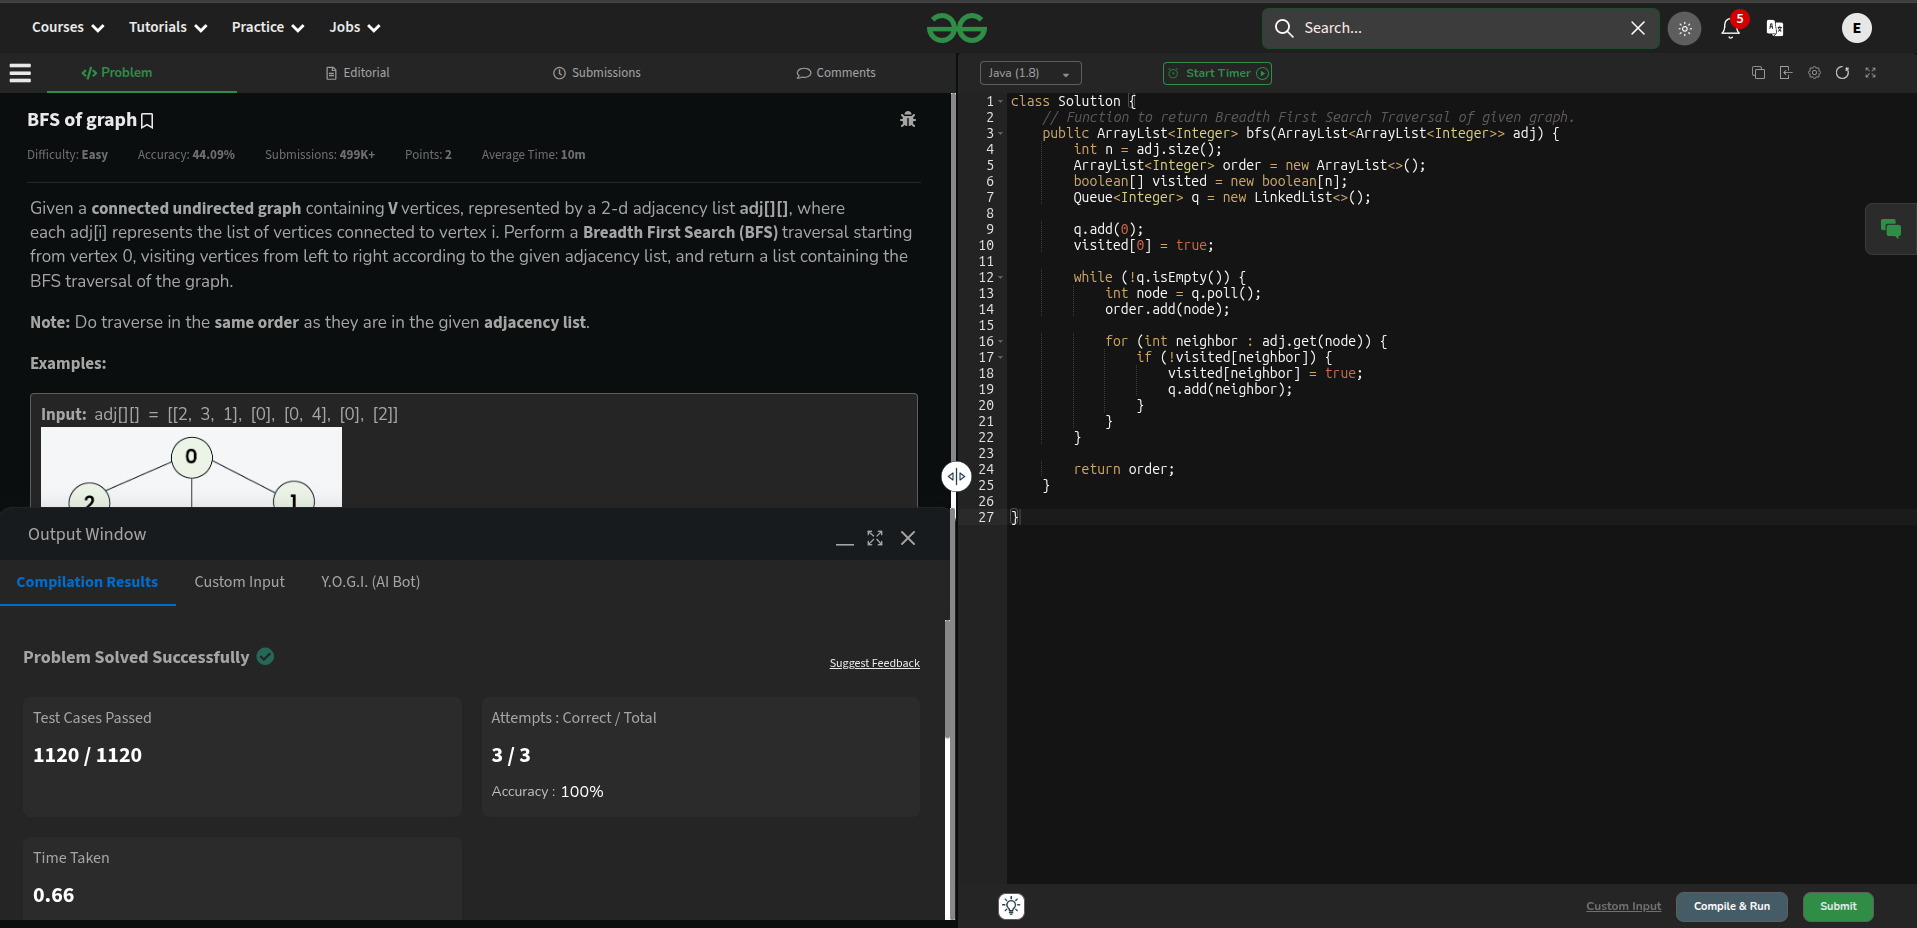 Courses Tutorials Practice Jobs Search... 5 E
Problem Editorial Submissions Comments
BFS of graph
Difficulty: Easy Accuracy: 44.09% Submissions: 499K+ Points: 2 Average Time: 10m
Given a connected undirected graph containing V vertices, represented by a 2-d adjacency list adj[][], where
each adj[i] represents the list of vertices connected to vertex i. Perform a Breadth First Search (BFS) traversal starting
from vertex 0, visiting vertices from left to right according to the given adjacency list, and return a list containing the
BFS traversal of the graph.
Note: Do traverse in the same order as they are in the given adjacency list.
Examples:
Input: adj[][] = [[2, 3, 1], [0], [0, 4], [0], [2]]
0
2 1
Output Window
Compilation Results Custom Input Y.O.G.I. (AI Bot)
Problem Solved Successfully
Suggest Feedback
Test Cases Passed
1120 / 1120
Attempts : Correct / Total
3 / 3
Accuracy : 100%
Time Taken
0.66
Java (1.8) Start Timer
1 class Solution {
2 // Function to return Breadth First Search Traversal of given graph.
3 public ArrayList<Integer> bfs(ArrayList<ArrayList<Integer>> adj) {
4 int n = adj.size();
5 ArrayList<Integer> order = new ArrayList<>();
6 boolean[] visited = new boolean[n];
7 Queue<Integer> q = new LinkedList<>();
8
9 q.add(0);
10 visited[0] = true;
11
12 while (!q.isEmpty()) {
13 int node = q.poll();
14 order.add(node);
15
16 for (int neighbor : adj.get(node)) {
17 if (!visited[neighbor]) {
18 visited[neighbor] = true;
19 q.add(neighbor);
20 }
21 }
22 }
23
24 return order;
25 }
26
27 }
Custom Input Compile & Run Submit